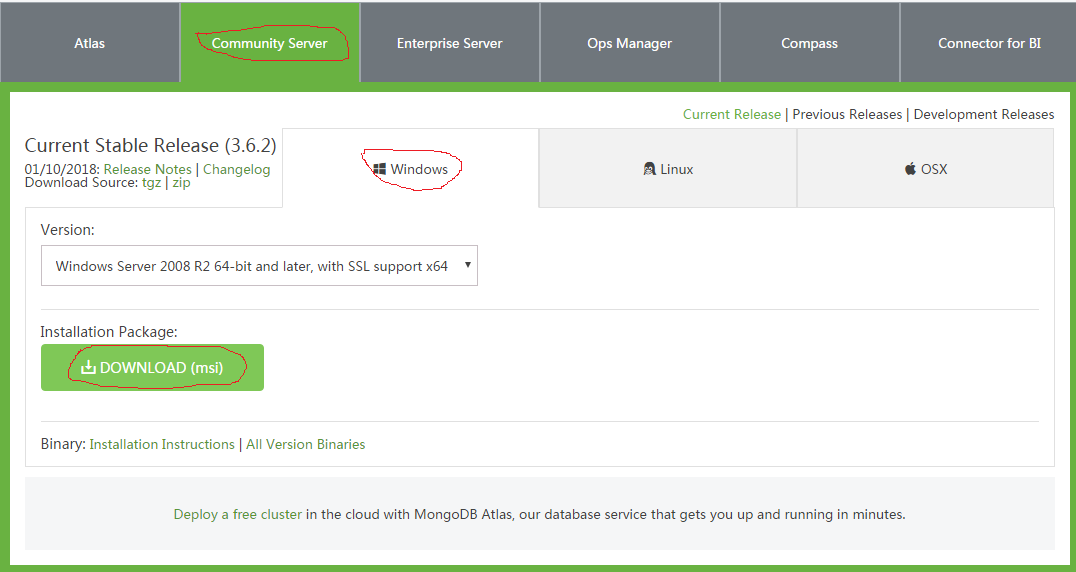 Atlas
Community Server
Enterprise Server
Ops Manager
Compass
Connector for BI
Current Release | Previous Releases | Development Releases
Current Stable Release (3.6.2)
01/10/2018: Release Notes | Changelog
Download Source: tgz | zip
Windows
Linux
OSX
Version:
Windows Server 2008 R2 64-bit and later, with SSL support x64
Installation Package:
DOWNLOAD (msi)
Binary: Installation Instructions | All Version Binaries
Deploy a free cluster in the cloud with MongoDB Atlas, our database service that gets you up and running in minutes.